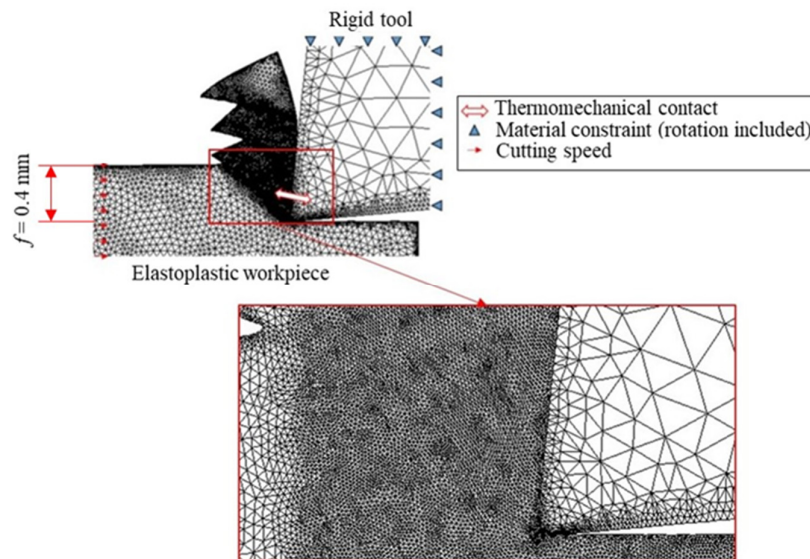 Rigid tool
Thermomechanical contact
Material constraint (rotation included)
Cutting speed
f = 0.4 mm
Elastoplastic workpiece